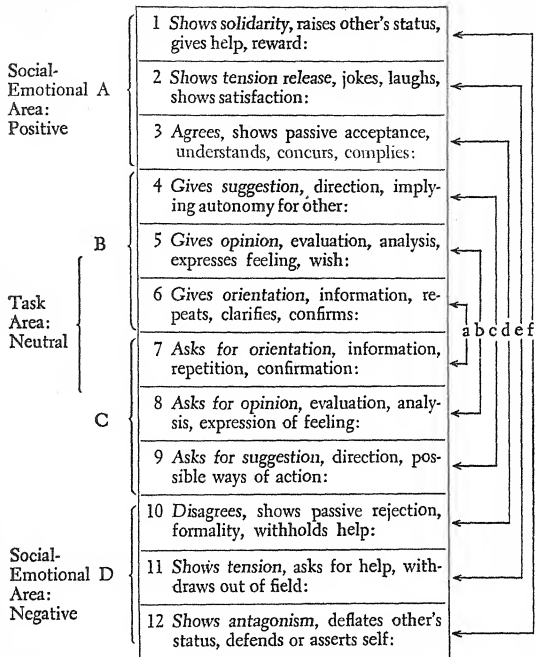 1 Shows solidarity, raises other's status,
gives help, reward:
2 Shows tension release, jokes, laughs,
shows satisfaction:
3 Agrees, shows passive acceptance,
understands, concurs, complies:
Social-
Emotional A
Area:
Positive
4 Gives suggestion, direction, imply-
ing autonomy for other:
5 Gives opinion, evaluation, analysis,
expresses feeling, wish:
6 Gives orientation, information, re-
peats, clarifies, confirms:
B
Task
Area:
Neutral
7 Asks for orientation, information,
repetition, confirmation:
8 Asks for opinion, evaluation, analy-
sis, expression of feeling:
9 Asks for suggestion, direction, pos-
sible ways of action:
C
a b c d e f
10 Disagrees, shows passive rejection,
formality, withholds help:
11 Shows tension, asks for help, with-
draws out of field:
12 Shows antagonism, deflates other's
status, defends or asserts self:
Social-
Emotional D
Area:
Negative